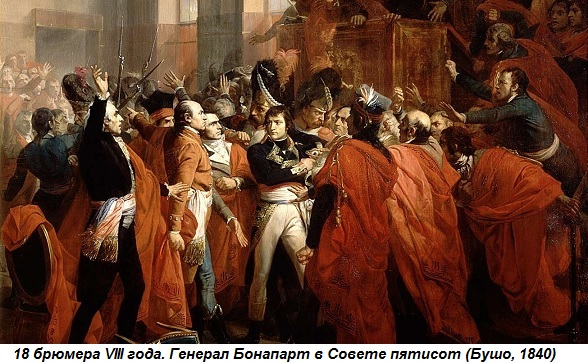 18 брюмера VIII года. Генерал Бонапарт в Совете пятисот (Бушо, 1840)